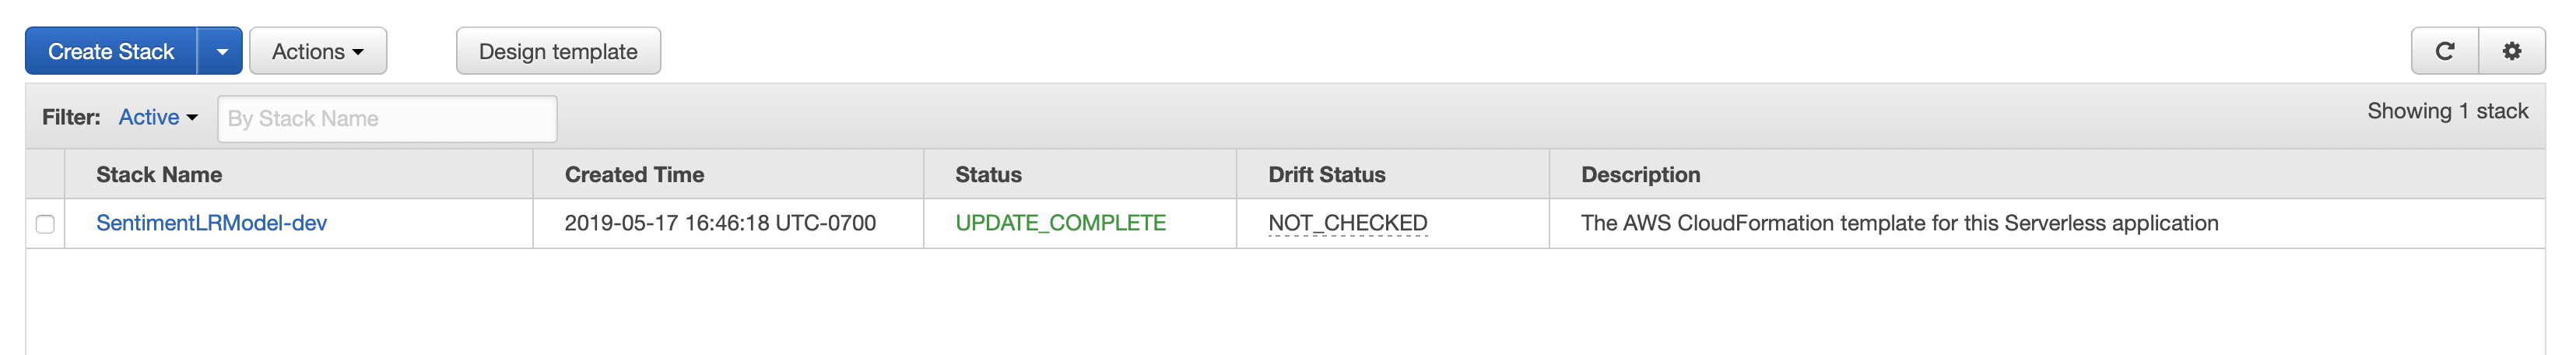 Create Stack Actions Design template
Filter: Active By Stack Name Showing 1 stack
Stack Name Created Time Status Drift Status Description
SentimentLRModel-dev 2019-05-17 16:46:18 UTC-0700 UPDATE_COMPLETE NOT_CHECKED The AWS CloudFormation template for this Serverless application